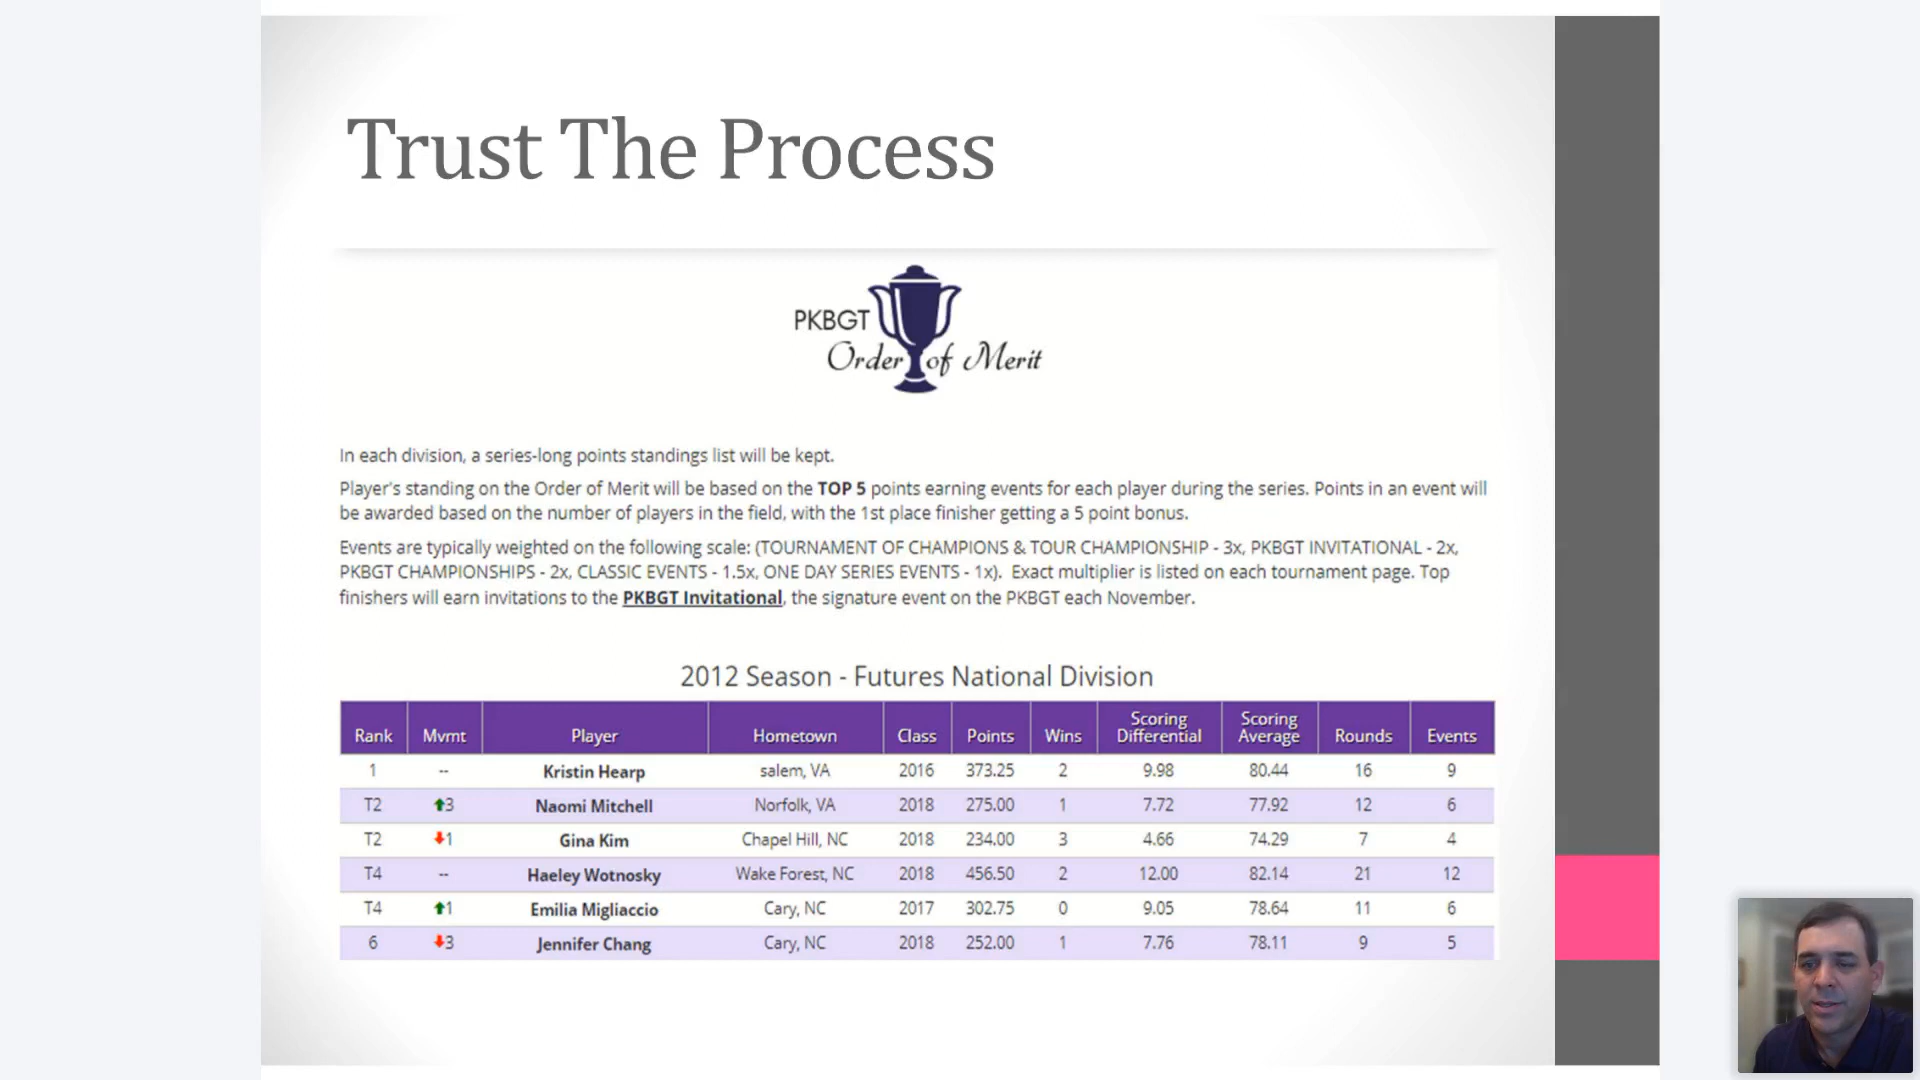 Trust The Process
PKBGT
Order of Merit
In each division, a series-long points standings list will be kept.
Player's standing on the Order of Merit will be based on the TOP 5 points earning events for each player during the series. Points in an event will
be awarded based on the number of players in the field, with the 1st place finisher getting a 5 point bonus.
Events are typically weighted on the following scale: (TOURNAMENT OF CHAMPIONS & TOUR CHAMPIONSHIP - 3x, PKBGT INVITATIONAL - 2x,
PKBGT CHAMPIONSHIPS - 2x, CLASSIC EVENTS - 1.5x, ONE DAY SERIES EVENTS - 1x). Exact multiplier is listed on each tournament page. Top
finishers will earn invitations to the PKBGT Invitational, the signature event on the PKBGT each November.
2012 Season - Futures National Division
Rank Mvmt Player Hometown Class Points Wins Scoring Differential Scoring Average Rounds Events
1 -- Kristin Hearp salem, VA 2016 373.25 2 9.98 80.44 16 9
T2 3 Naomi Mitchell Norfolk, VA 2018 275.00 1 7.72 77.92 12 6
T2 1 Gina Kim Chapel Hill, NC 2018 234.00 3 4.66 74.29 7 4
T4 -- Haeley Wotnosky Wake Forest, NC 2018 456.50 2 12.00 82.14 21 12
T4 1 Emilia Migliaccio Cary, NC 2017 302.75 0 9.05 78.64 11 6
6 3 Jennifer Chang Cary, NC 2018 252.00 1 7.76 78.11 9 5